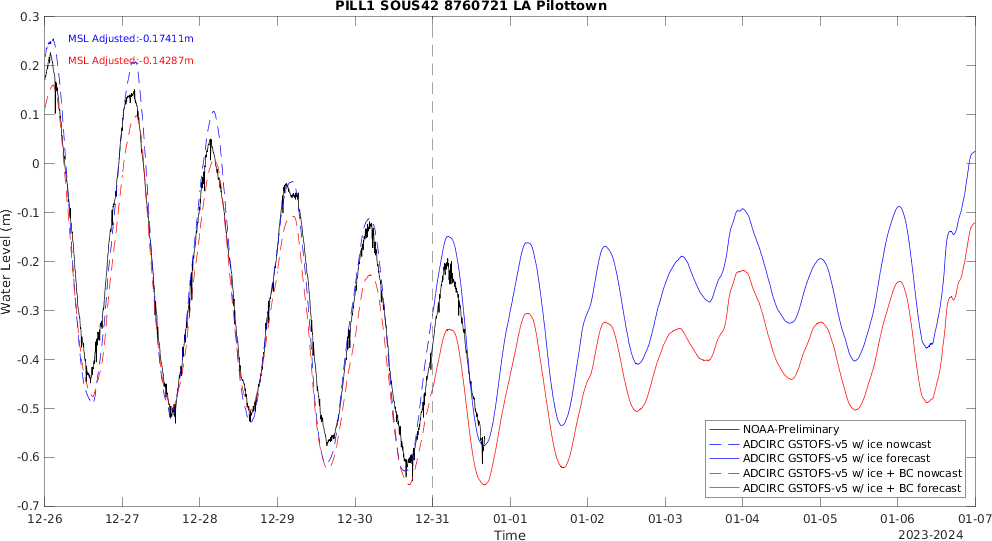 PILL1 SOUS42 8760721 LA Pilottown
MSL Adjusted:-0.17411m
MSL Adjusted:-0.14287m
Water Level (m)
0.3
0.2
0.1
0
-0.1
-0.2
-0.3
-0.4
-0.5
-0.6
-0.7
NOAA-Preliminary
ADCIRC GSTOFS-v5 w/ ice nowcast
ADCIRC GSTOFS-v5 w/ ice forecast
ADCIRC GSTOFS-v5 w/ ice + BC nowcast
ADCIRC GSTOFS-v5 w/ ice + BC forecast
12-26 12-27 12-28 12-29 12-30 12-31 01-01 01-02 01-03 01-04 01-05 01-06 01-07
Time
2023-2024